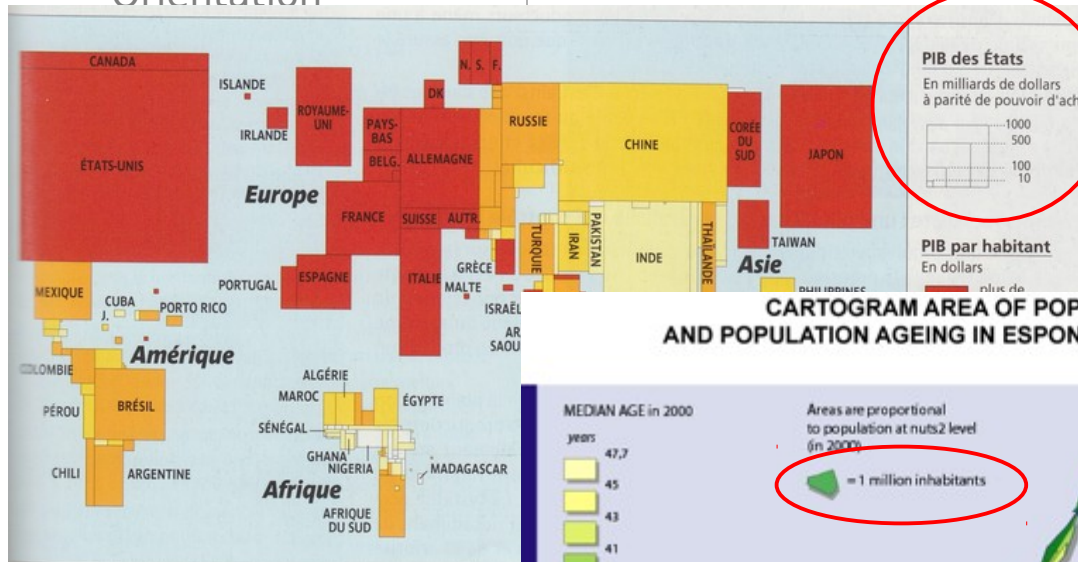 Orientation
CANADA
ISLANDE
IRLANDE
ROYAUME-
UNI
N. S. F.
DK
PAYS-
BAS
BELG.
ALLEMAGNE
RUSSIE
CHINE
CORÉE
DU
SUD
JAPON
ÉTATS-UNIS
Europe
FRANCE
SUISSE
AUTR.
TURQUIE
IRAN
PAKISTAN
INDE
THAÏLANDE
TAIWAN
Asie
PHILIPPINES
PORTUGAL
ESPAGNE
ITALIE
GRÈCE
MALTE
ISRAËL
AR
SAOU
MEXIQUE
CUBA
J.
PORTO RICO
Amérique
COLOMBIE
PÉROU
BRÉSIL
CHILI
ARGENTINE
ALGÉRIE
MAROC
ÉGYPTE
SÉNÉGAL
GHANA
NIGERIA
MADAGASCAR
Afrique
AFRIQUE
DU SUD
PIB des États
En milliards de dollars
à parité de pouvoir d'ach
1000
500
100
10
PIB par habitant
En dollars
plus de
CARTOGRAM AREA OF POP
AND POPULATION AGEING IN ESPON
MEDIAN AGE in 2000
years
47,7
45
43
41
Areas are proportional
to population at nuts2 level
(in 2000)
= 1 million inhabitants